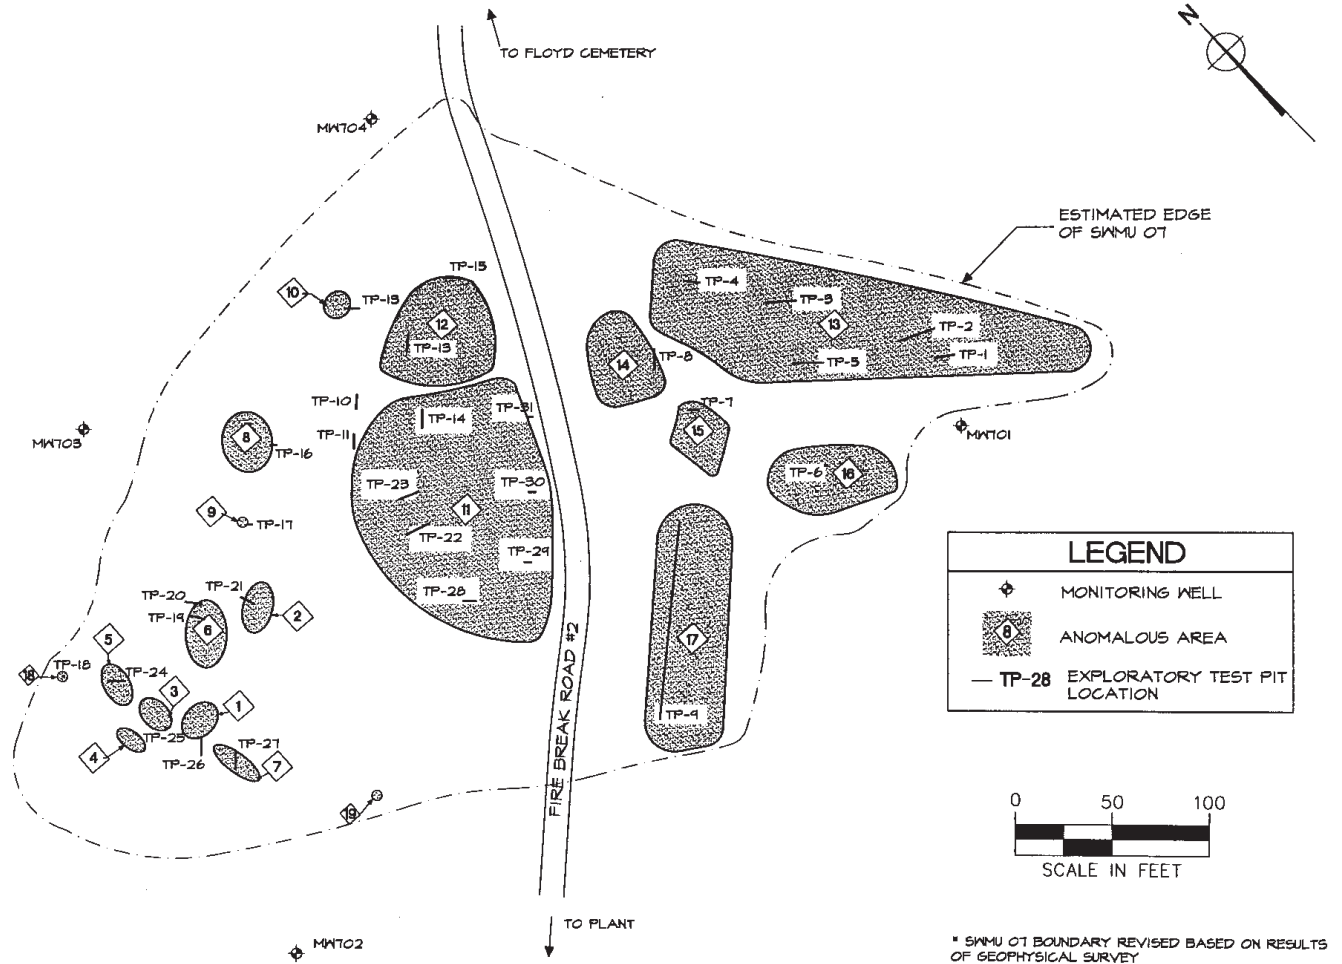 N
TO FLOYD CEMETERY
MW704
ESTIMATED EDGE
OF SWMU 07
TP-15
10
TP-13
TP-4
TP-3
12
13
TP-2
TP-13
TP-8
TP-5
TP-1
14
TP-10
TP-31
TP-7
TP-14
MW703
TP-11
8
15
MW701
TP-16
TP-6
16
TP-23
TP-30
9
11
TP-17
TP-22
TP-29
LEGEND
MONITORING WELL
8
ANOMALOUS AREA
TP-28 EXPLORATORY TEST PIT
LOCATION
TP-21
TP-20
TP-28
TP-19
2
6
5
17
18
TP-18
TP-24
3
1
TP-9
4
TP-25
TP-27
TP-26
7
FIRE BREAK ROAD #2
19
0 50 100
SCALE IN FEET
TO PLANT
MW702
* SWMU 07 BOUNDARY REVISED BASED ON RESULTS
OF GEOPHYSICAL SURVEY